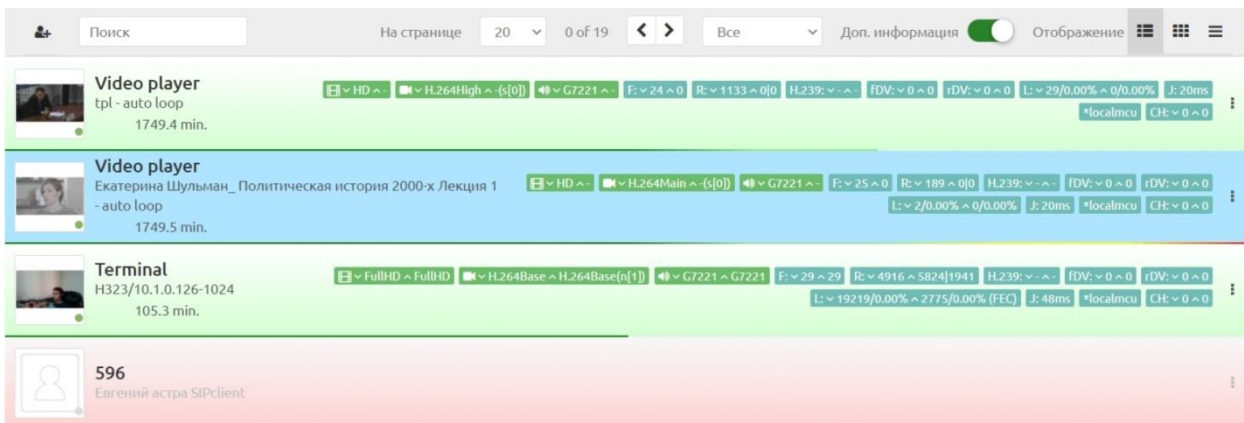 Поиск На странице 20 0 of 19 Все Доп. информация Отображение
Video player
tpl - auto loop
1749.4 min.
HD - H.264High -(s[0]) G7221 - F: 24 0 R: 1133 0|0 H.239: - - fDV: 0 0 rDV: 0 0 L: 29/0.00% 0/0.00% J: 20ms
*localmcu CH: 0 0
Video player
Екатерина Шульман_ Политическая история 2000-х Лекция 1
- auto loop
1749.5 min.
HD - H.264Main -(s[0]) G7221 - F: 25 0 R: 189 0|0 H.239: - - fDV: 0 0 rDV: 0 0
L: 2/0.00% 0/0.00% J: 20ms *localmcu CH: 0 0
Terminal
H323/10.1.0.126-1024
105.3 min.
FullHD FullHD H.264Base H.264Base(n[1]) G7221 G7221 F: 29 29 R: 4916 5824|1941 H.239: - - fDV: 0 0 rDV: 0 0
L: 19219/0.00% 2775/0.00% (FEC) J: 48ms *localmcu CH: 0 0
596
Евгений астра SIPclient